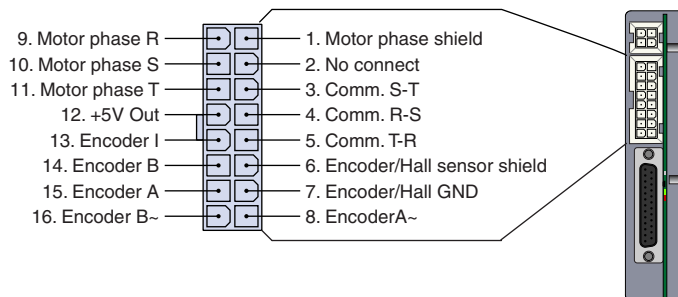 9. Motor phase R
10. Motor phase S
11. Motor phase T
12. +5V Out
13. Encoder I
14. Encoder B
15. Encoder A
16. Encoder B~
1. Motor phase shield
2. No connect
3. Comm. S-T
4. Comm. R-S
5. Comm. T-R
6. Encoder/Hall sensor shield
7. Encoder/Hall GND
8. EncoderA~